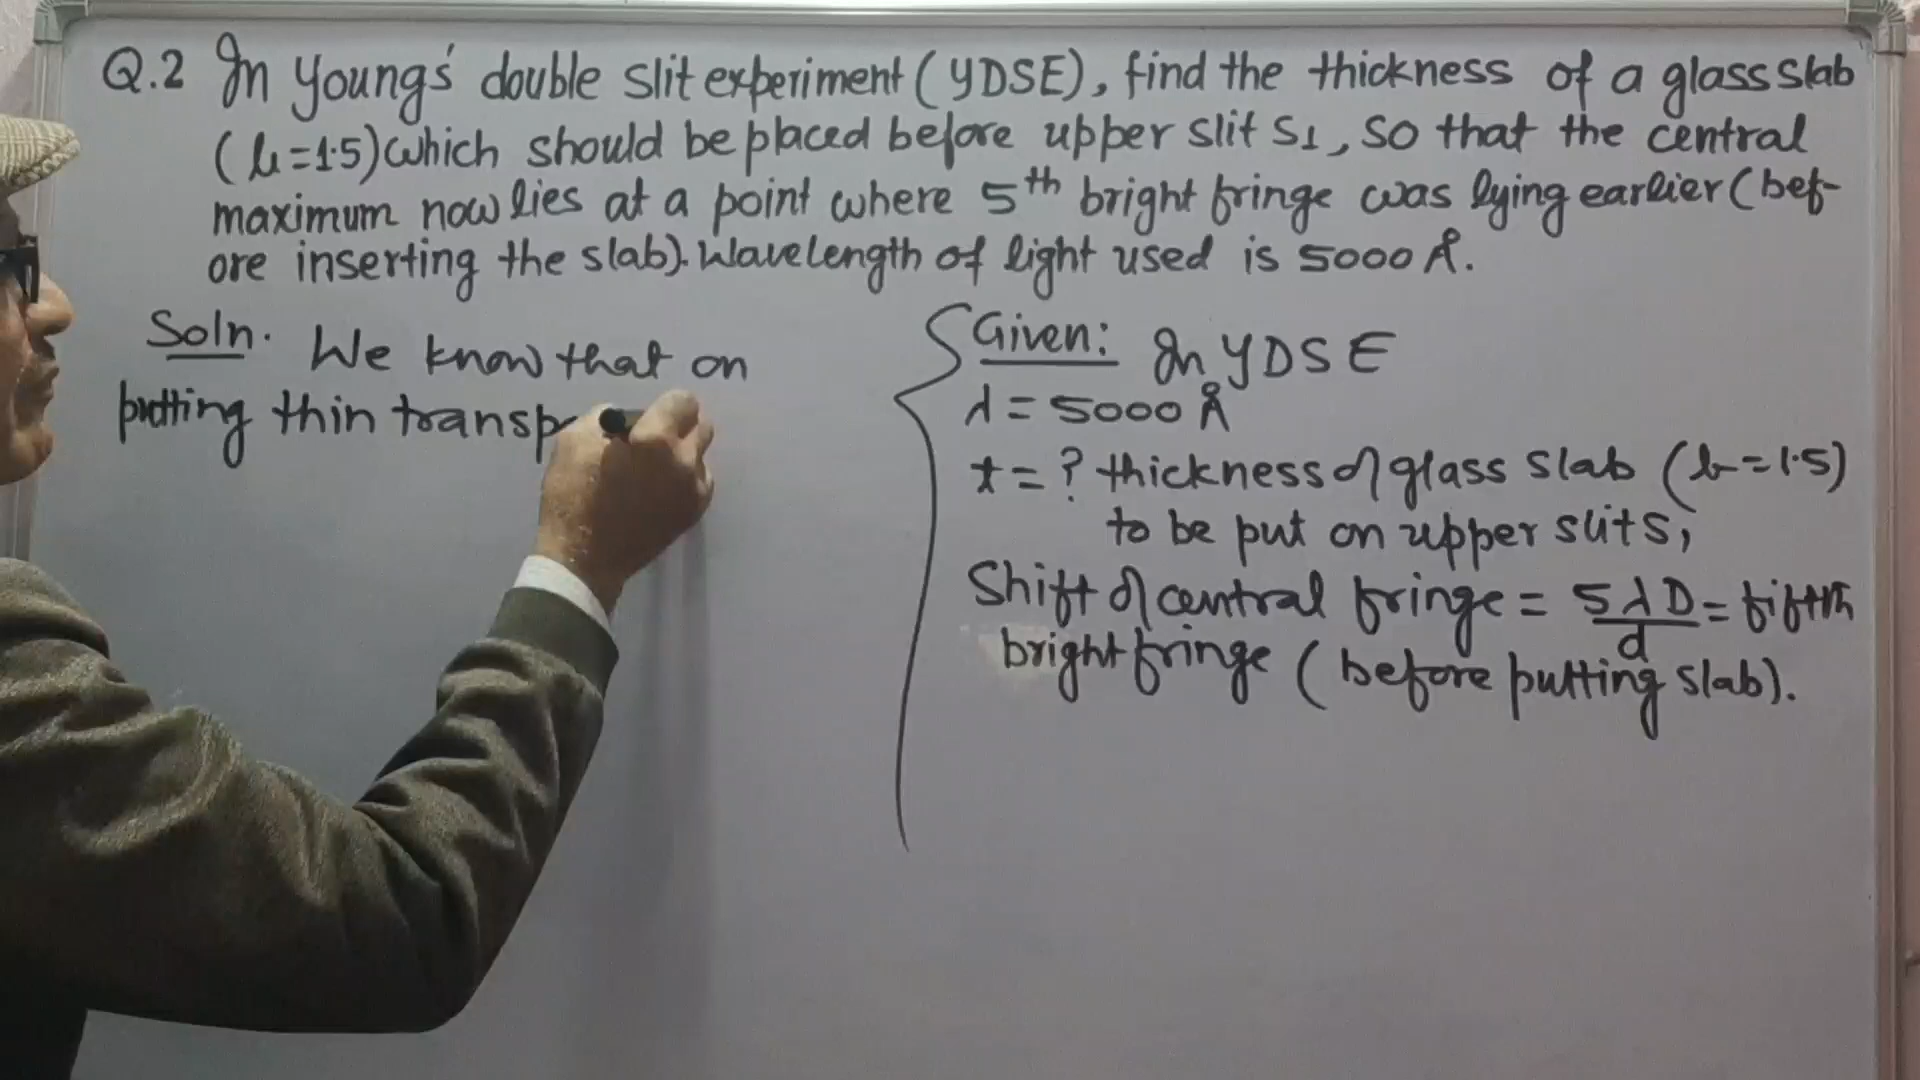 Q.2 In Young's double slit experiment (YDSE), find the thickness of a glass slab
(μ=1.5) which should be placed before upper slit S1, so that the central
maximum now lies at a point where 5th bright fringe was lying earlier (bef-
ore inserting the slab). Wavelength of light used is 5000 Å.
Soln. We know that on
putting thin transp
Given: In YDSE
λ = 5000 Å
t = ? thickness of glass slab (μ=1.5)
to be put on upper slit S1
Shift of central fringe = 5λD/d = fifth
bright fringe (before putting slab).